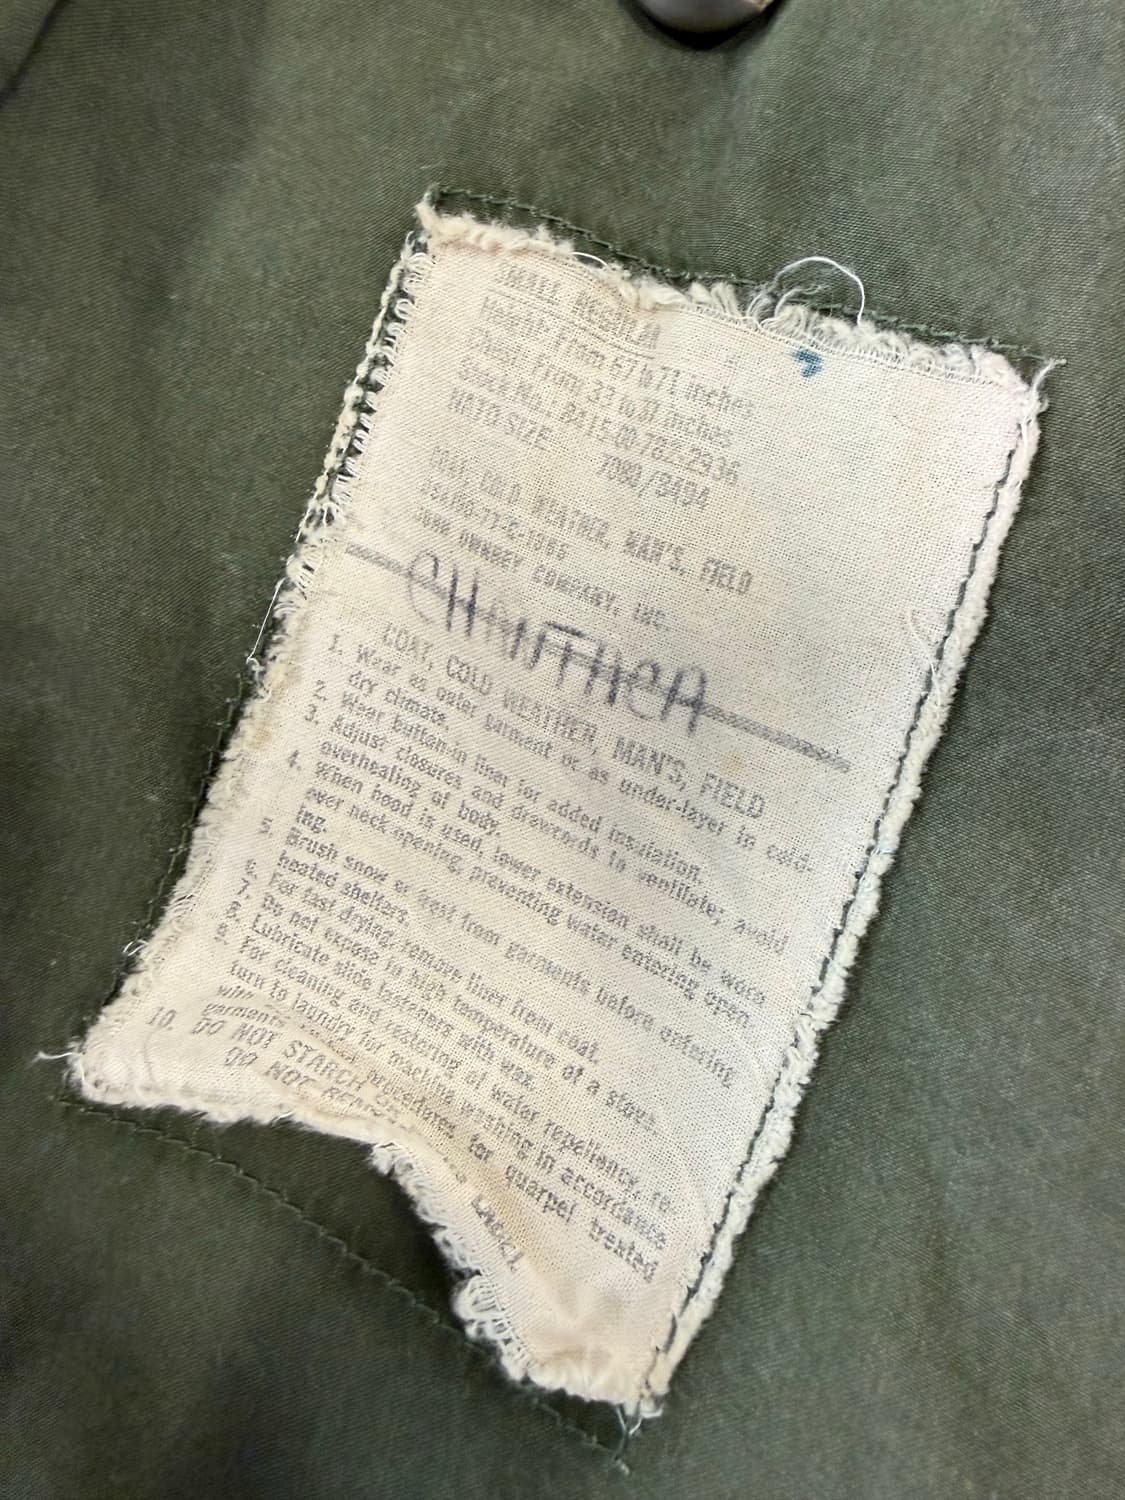 SMALL REGULAR
Height: From 67 to 71 inches
Chest: From 33 to 37 inches
Stock No.: 8415-00-782-2936
NATO SIZE: 7080/9404
COAT, COLD WEATHER, MAN'S, FIELD
COMPANY, INC.
COAT, COLD WEATHER, MAN'S, FIELD
1. Wear as outer garment or as under-layer in cold-
dry climate.
2. Wear button-in liner for added insulation.
3. Adjust closures and drawcords to ventilate; avoid
overheating of body.
4. When hood is used, lower extension shall be worn
over neck opening, preventing water entering open-
ing.
5. Brush snow or frost from garments before entering
heated shelters.
6. For fast drying, remove liner from coat.
7. Do not expose to high temperature of a stove.
8. Lubricate slide fasteners with wax.
9. For cleaning and restoring of water repellency, re-
turn to laundry for machine washing in accordance
with procedures for quarpel treated
garments
10. DO NOT STARCH
DO NOT LABEL